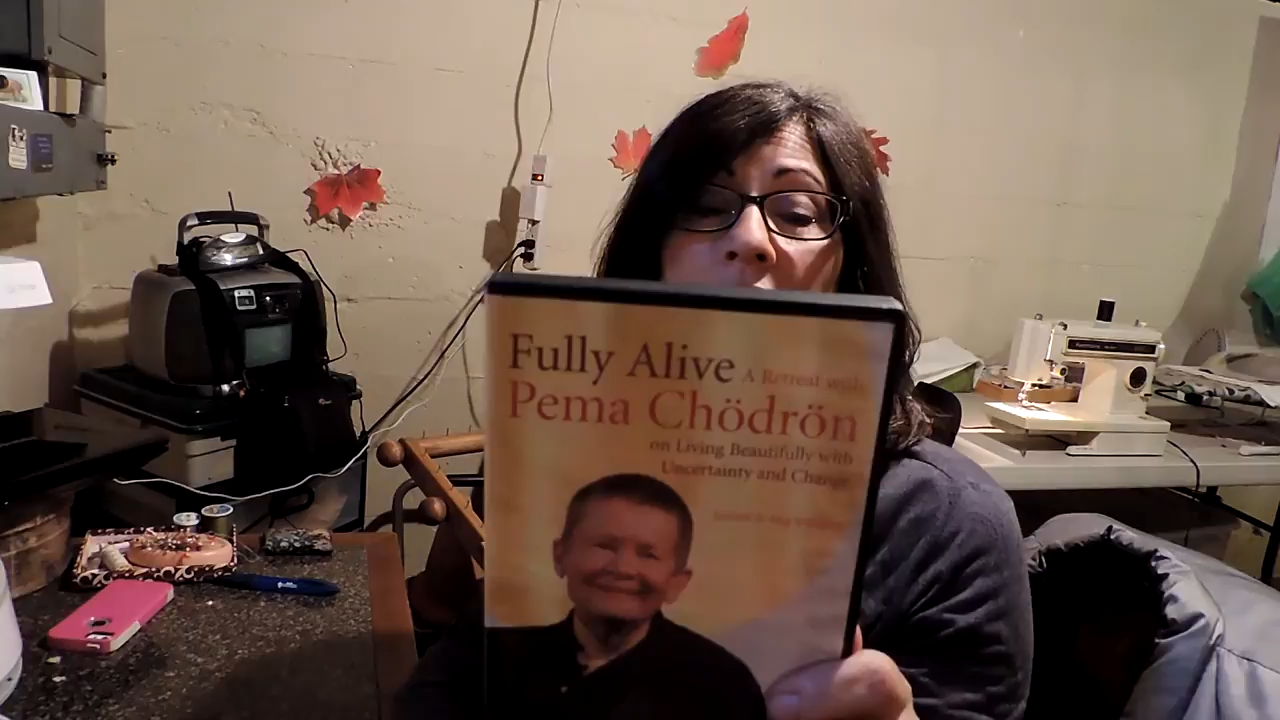 Fully Alive A Retreat with
Pema Chödrön
on Living Beautifully with
Uncertainty and Change